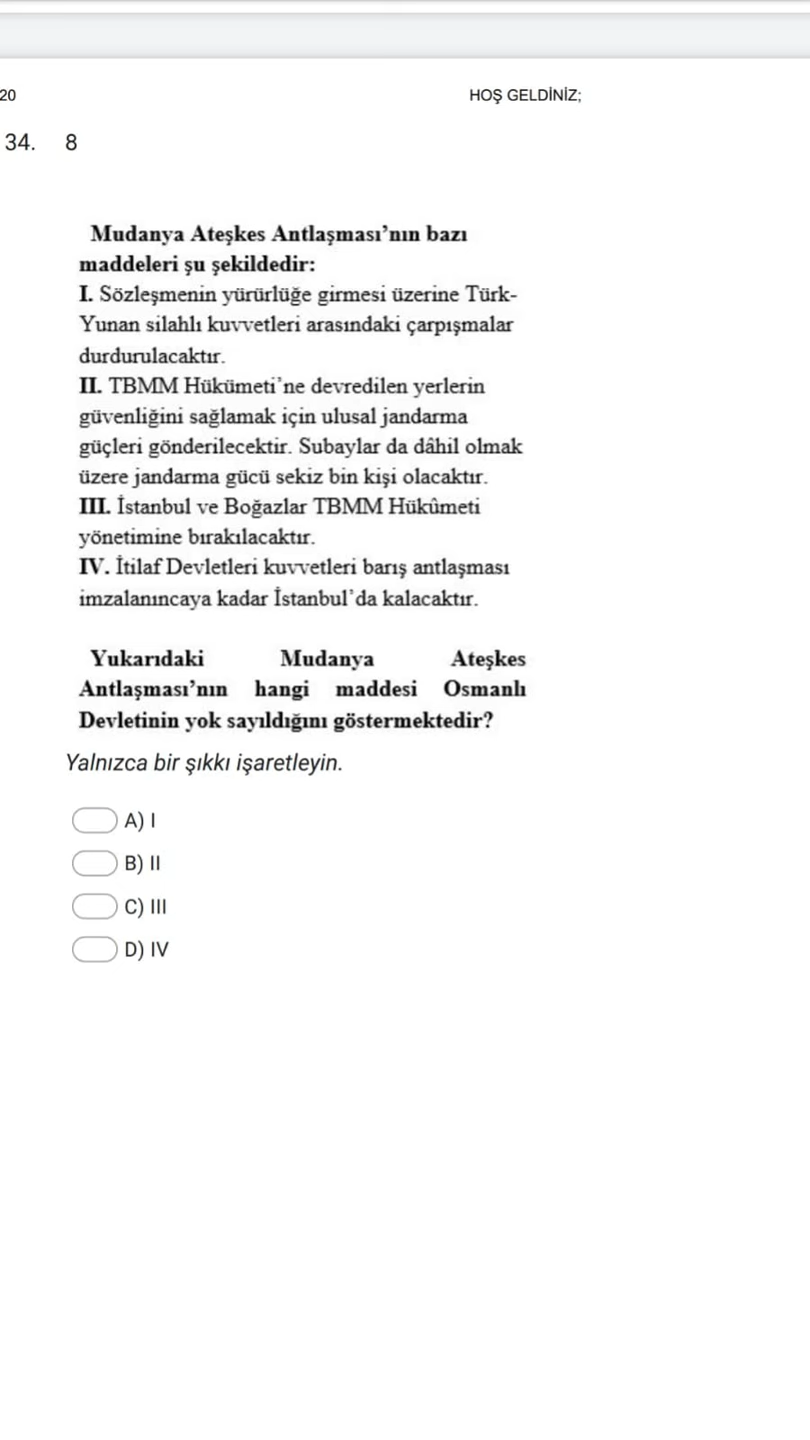 20
HOŞ GELDİNİZ;
34. 8
Mudanya Ateşkes Antlaşması’nın bazı
maddeleri şu şekildedir:
I. Sözleşmenin yürürlüğe girmesi üzerine Türk-
Yunan silahlı kuvvetleri arasındaki çarpışmalar
durdurulacaktır.
II. TBMM Hükümeti’ne devredilen yerlerin
güvenliğini sağlamak için ulusal jandarma
güçleri gönderilecektir. Subaylar da dâhil olmak
üzere jandarma gücü sekiz bin kişi olacaktır.
III. İstanbul ve Boğazlar TBMM Hükûmeti
yönetimine bırakılacaktır.
IV. İtilaf Devletleri kuvvetleri barış antlaşması
imzalanıncaya kadar İstanbul’da kalacaktır.
Yukarıdaki Mudanya Ateşkes
Antlaşması’nın hangi maddesi Osmanlı
Devletinin yok sayıldığını göstermektedir?
Yalnızca bir şıkkı işaretleyin.
A) I
B) II
C) III
D) IV